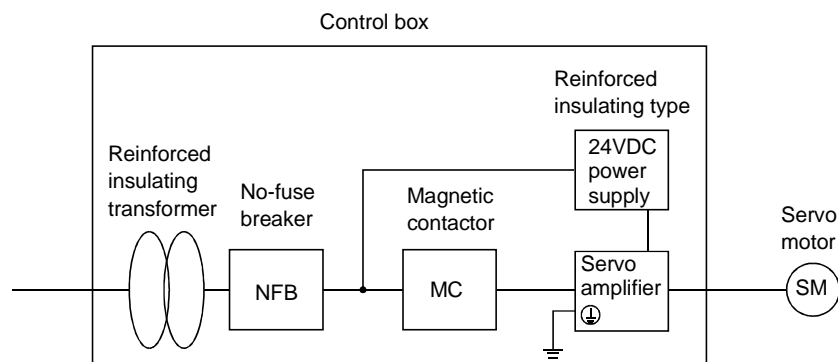 Control box
Reinforced
insulating type
24VDC
power
supply
Reinforced
insulating
transformer
No-fuse
breaker
Magnetic
contactor
Servo
motor
NFB
MC
Servo
amplifier
SM